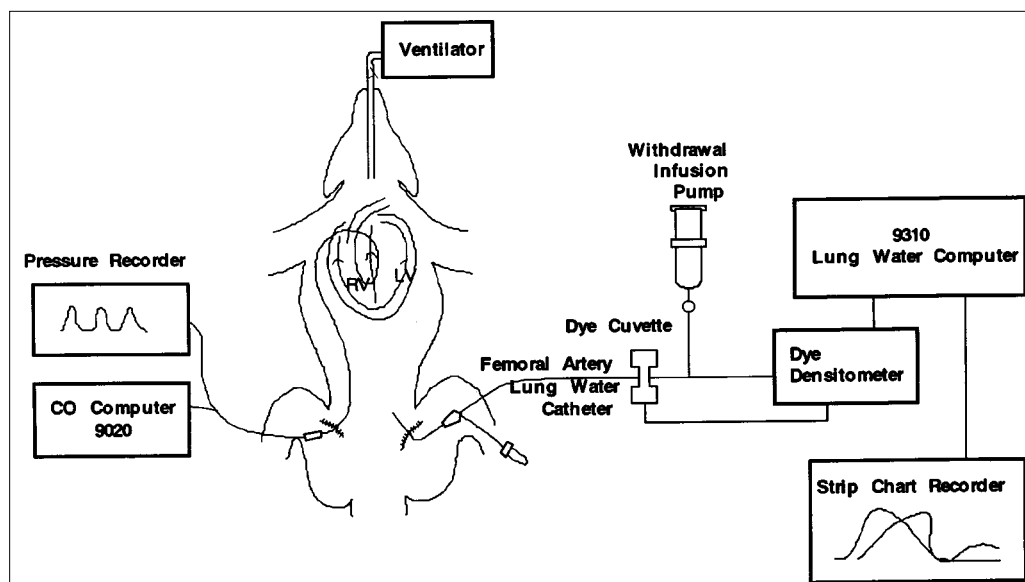 Ventilator
Withdrawal
Infusion
Pump
9310
Lung Water Computer
Pressure Recorder
RV
LV
Dye Cuvette
Femoral Artery
Lung Water
Catheter
Dye
Densitometer
CO Computer
9020
Strip Chart Recorder